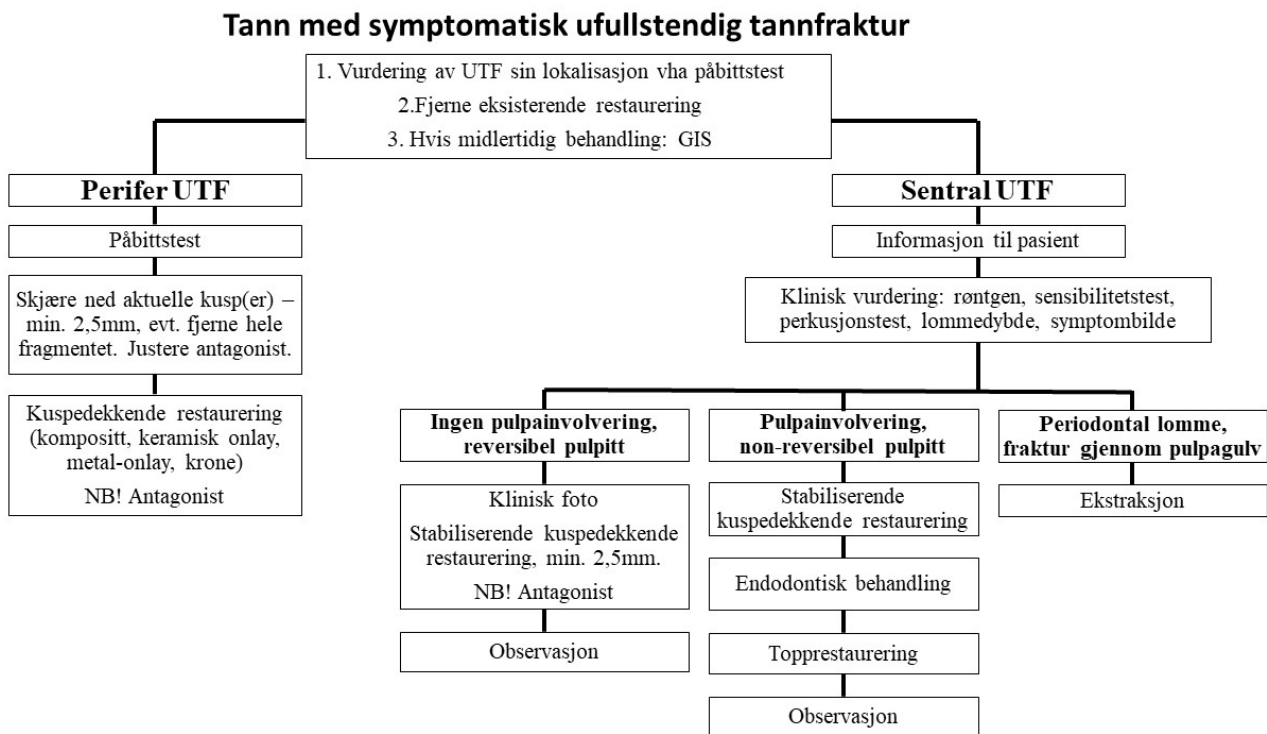 Tann med symptomatisk ufullstendig tannfraktur
1. Vurdering av UTF sin lokalisasjon vha påbittstest
2.Fjerne eksisterende restaurering
3. Hvis midlertidig behandling: GIS
Perifer UTF
Påbittstest
Skjære ned aktuelle kusp(er) –
min. 2,5mm, evt. fjerne hele
fragmentet. Justere antagonist.
Kuspedekkende restaurering
(kompositt, keramisk onlay,
metal-onlay, krone)
NB! Antagonist
Sentral UTF
Informasjon til pasient
Klinisk vurdering: røntgen, sensibilitetstest,
perkusjonstest, lommedybde, symptombilde
Ingen pulpainvolvering,
reversibel pulpitt
Klinisk foto
Stabiliserende kuspedekkende
restaurering, min. 2,5mm.
NB! Antagonist
Observasjon
Pulpainvolvering,
non-reversibel pulpitt
Stabiliserende
kuspedekkende restaurering
Endodontisk behandling
Topprestaurering
Observasjon
Periodontal lomme,
fraktur gjennom pulpagulv
Ekstraksjon